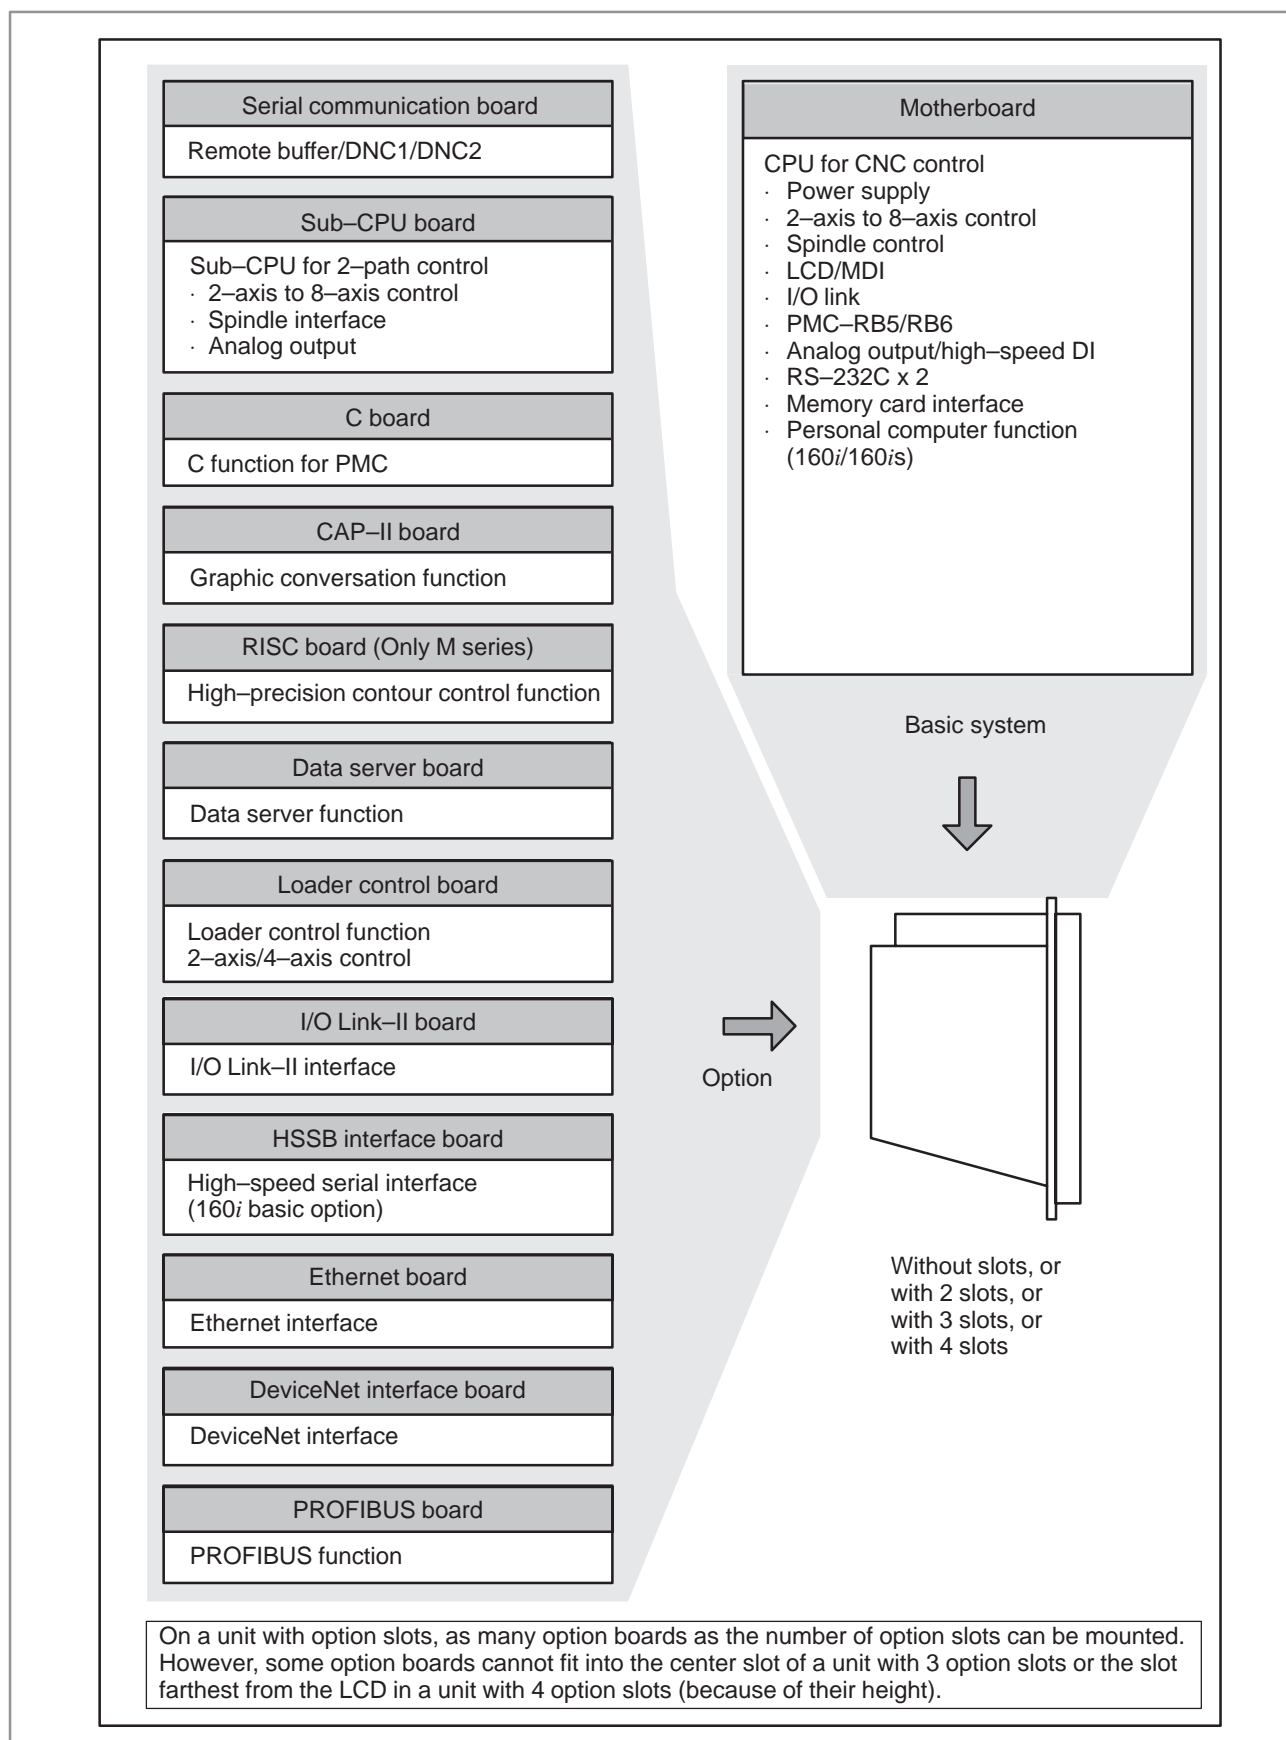 Serial communication board
Remote buffer/DNC1/DNC2
Sub–CPU board
Sub–CPU for 2–path control
· 2–axis to 8–axis control
· Spindle interface
· Analog output
C board
C function for PMC
CAP–II board
Graphic conversation function
RISC board (Only M series)
High–precision contour control function
Data server board
Data server function
Loader control board
Loader control function
2–axis/4–axis control
I/O Link–II board
I/O Link–II interface
HSSB interface board
High–speed serial interface
(160i basic option)
Ethernet board
Ethernet interface
DeviceNet interface board
DeviceNet interface
PROFIBUS board
PROFIBUS function
Motherboard
CPU for CNC control
· Power supply
· 2–axis to 8–axis control
· Spindle control
· LCD/MDI
· I/O link
· PMC–RB5/RB6
· Analog output/high–speed DI
· RS–232C x 2
· Memory card interface
· Personal computer function
(160i/160is)
Basic system
Option
Without slots, or
with 2 slots, or
with 3 slots, or
with 4 slots
On a unit with option slots, as many option boards as the number of option slots can be mounted.
However, some option boards cannot fit into the center slot of a unit with 3 option slots or the slot
farthest from the LCD in a unit with 4 option slots (because of their height).